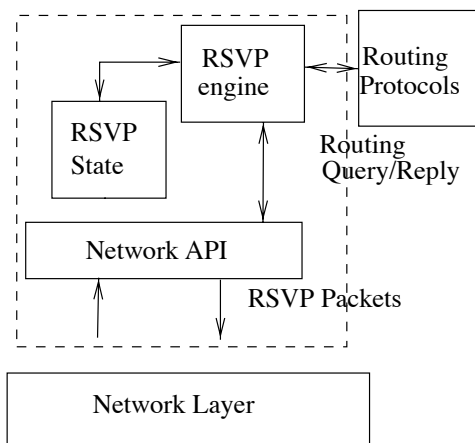 RSVP
engine
Routing
Protocols
RSVP
State
Routing
Query/Reply
Network API
RSVP Packets
Network Layer